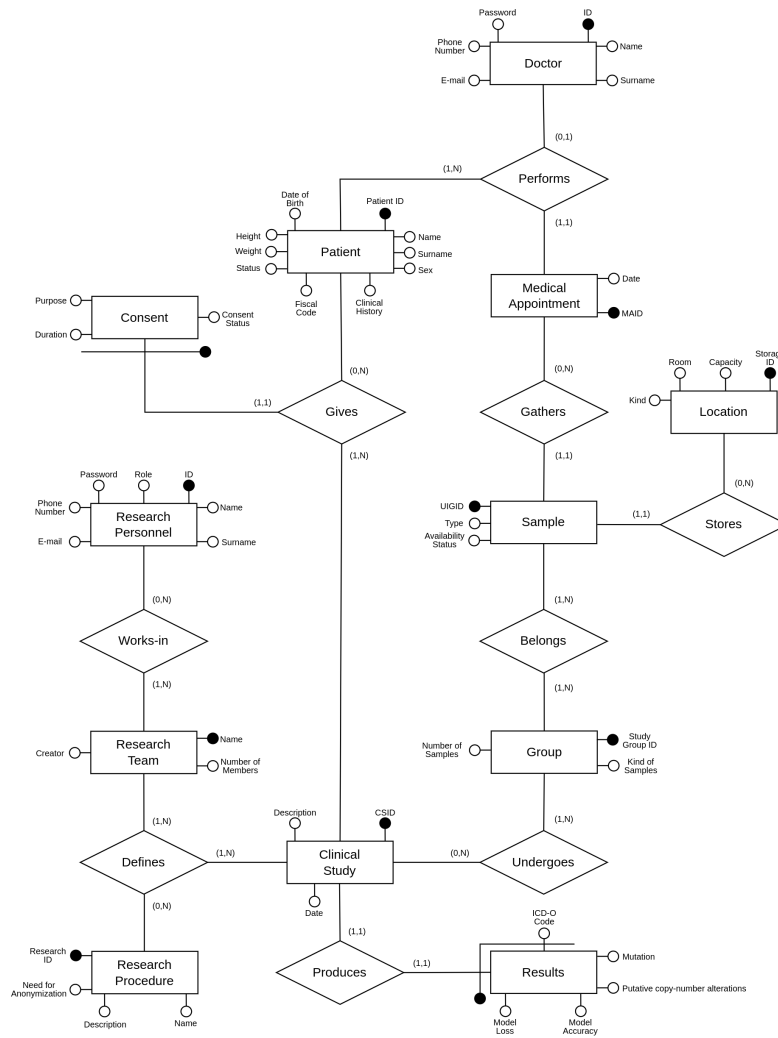 Password
ID
Phone
Number
Name
Doctor
E-mail
Surname
(0,1)
(1,N)
Performs
(1,1)
Date of
Birth
Patient ID
Height
Name
Weight
Patient
Surname
Status
Sex
Fiscal
Code
Clinical
History
Medical
Appointment
Date
MAID
Purpose
Consent
Consent
Status
Duration
(0,N)
(0,N)
(1,1)
Gives
Gathers
(1,N)
(1,1)
Room
Capacity
ID
Kind
Location
(0,N)
Password
Role
ID
Phone
Number
Name
Research
Personnel
E-mail
Surname
UIGID
Type
Availability
Status
Sample
(1,1)
Stores
(0,N)
(1,N)
Works-in
Belongs
(1,N)
(1,N)
Creator
Research
Team
Name
Number of
Members
Number of
Samples
Group
Study
Group ID
Kind of
Samples
(1,N)
(1,N)
Description
CSID
Defines
(1,N)
Clinical
Study
(0,N)
Undergoes
Date
(0,N)
(1,1)
ICD-O
Code
Research
ID
Research
Procedure
Need for
Anonymization
Description
Name
Produces
(1,1)
Results
Mutation
Putative copy-number alterations
Model
Loss
Model
Accuracy